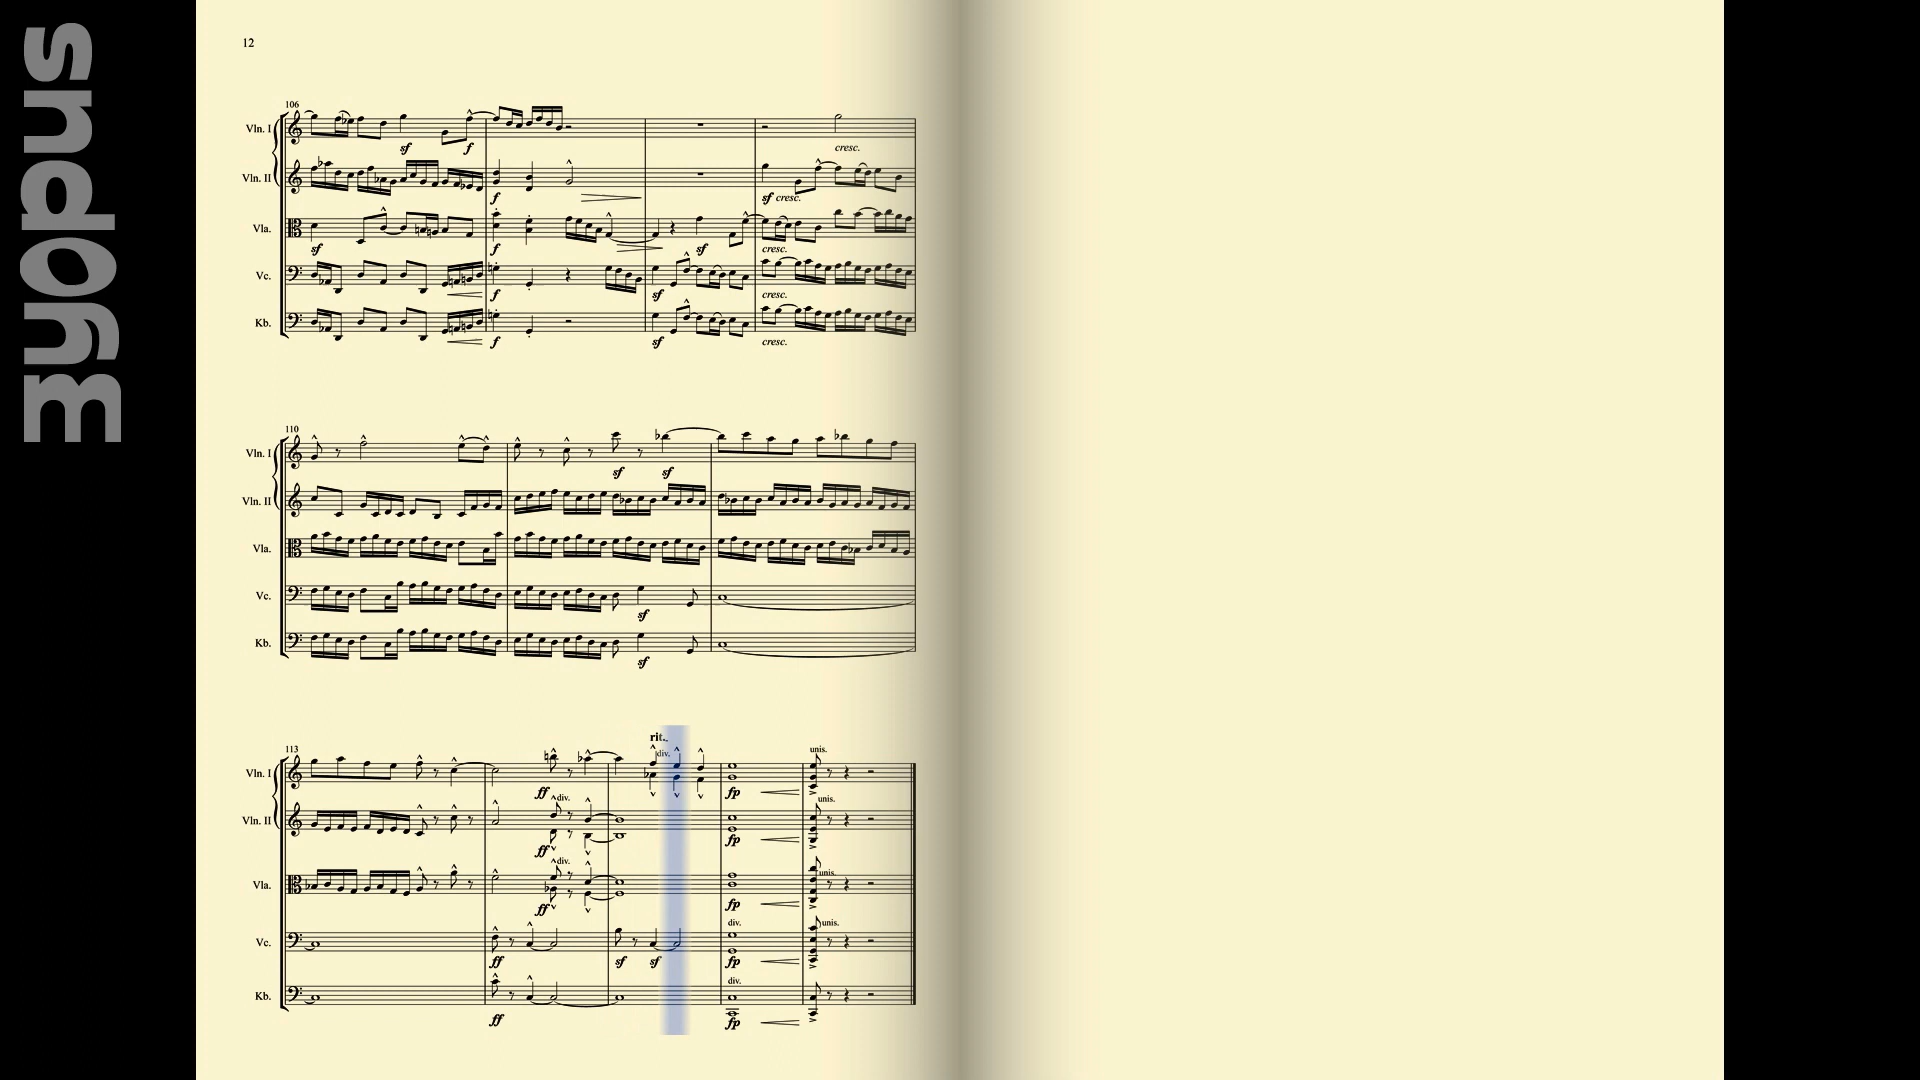 myopus
12
106
Vln. I
sf
f
cresc.
Vln. II
f
sf cresc.
Vla.
sf
f
sf
cresc.
Vc.
f
sf
cresc.
Kb.
f
sf
cresc.
110
Vln. I
sf
sf
Vln. II
Vla.
Vc.
sf
Kb.
sf
rit.
113
div.
unis.
Vln. I
ff
fp
div.
unis.
Vln. II
ff
fp
div.
unis.
Vla.
ff
fp
div.
unis.
Vc.
ff
sf
sf
fp
div.
Kb.
ff
fp